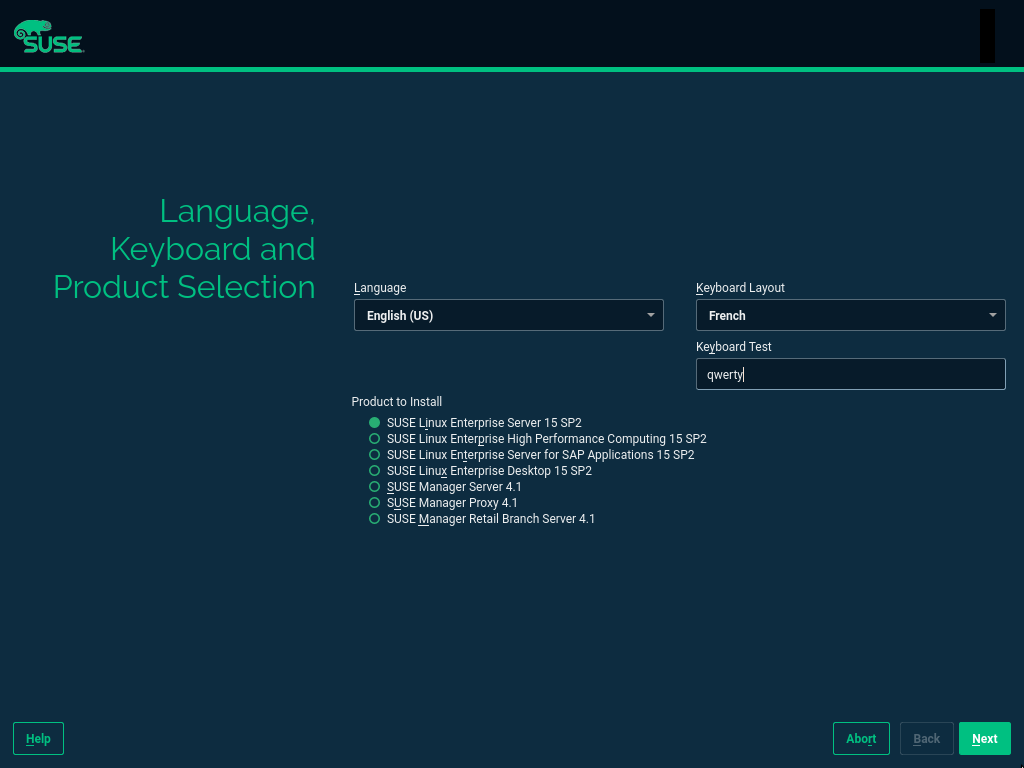 SUSE
Language,
Keyboard and
Product Selection
Language
Keyboard Layout
English (US)
French
Keyboard Test
qwerty
Product to Install
SUSE Linux Enterprise Server 15 SP2
SUSE Linux Enterprise High Performance Computing 15 SP2
SUSE Linux Enterprise Server for SAP Applications 15 SP2
SUSE Linux Enterprise Desktop 15 SP2
SUSE Manager Server 4.1
SUSE Manager Proxy 4.1
SUSE Manager Retail Branch Server 4.1
Help
Abort
Back
Next